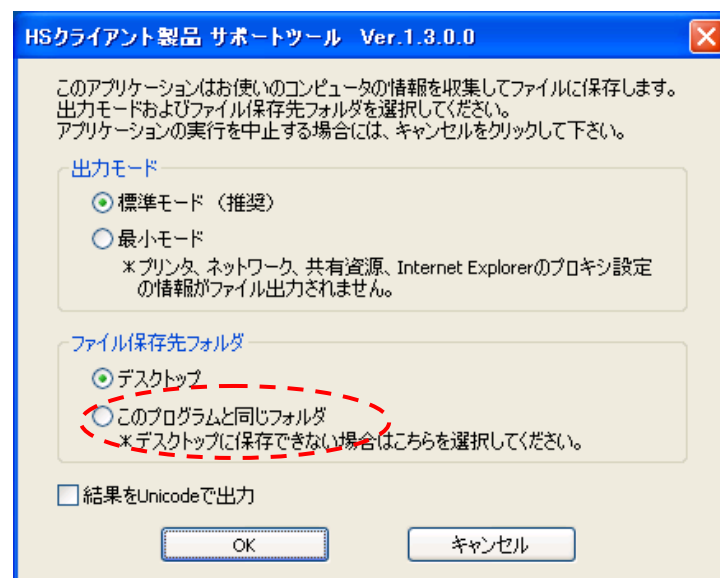 HSクライアント製品 サポートツール Ver.1.3.0.0
このアプリケーションはお使いのコンピュータの情報を収集してファイルに保存します。
出力モードおよびファイル保存先フォルダを選択してください。
アプリケーションの実行を中止する場合には、キャンセルをクリックして下さい。
出力モード
標準モード （推奨）
最小モード
＊プリンタ、ネットワーク、共有資源、Internet Explorerのプロキシ設定
の情報がファイル出力されません。
ファイル保存先フォルダ
デスクトップ
このプログラムと同じフォルダ
＊デスクトップに保存できない場合はこちらを選択してください。
結果をUnicodeで出力
OK
キャンセル